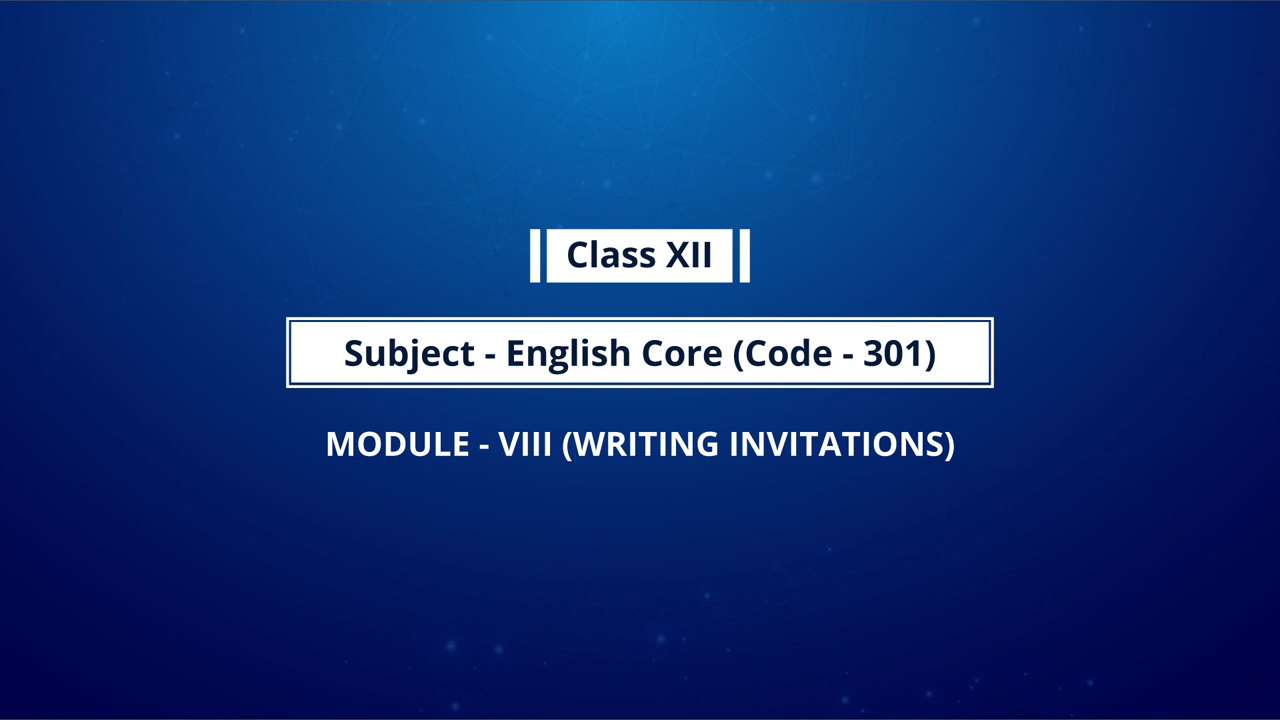 Class XII
Subject - English Core (Code - 301)
MODULE - VIII (WRITING INVITATIONS)